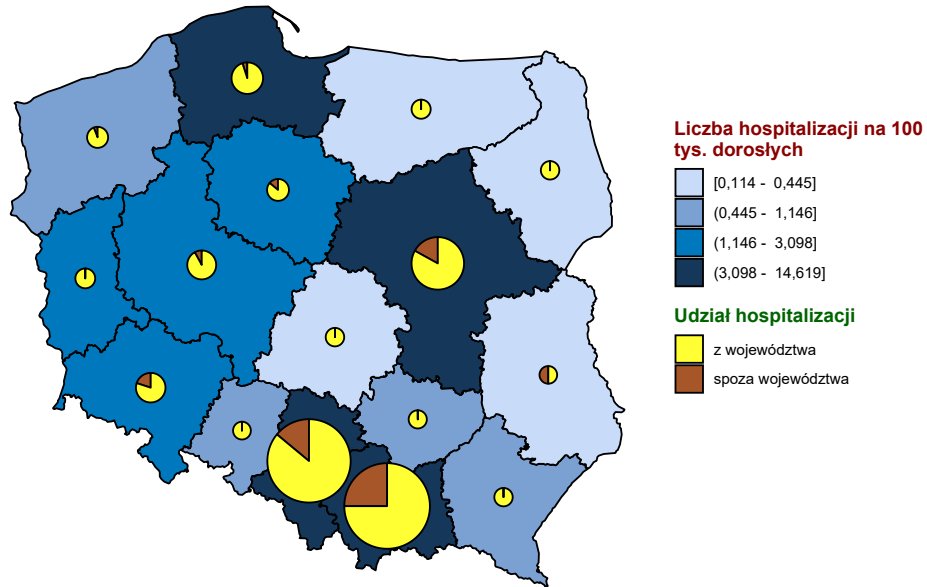 Liczba hospitalizacji na 100
tys. dorosłych
[0,114 - 0,445]
(0,445 - 1,146]
(1,146 - 3,098]
(3,098 - 14,619]
Udział hospitalizacji
z województwa
spoza województwa